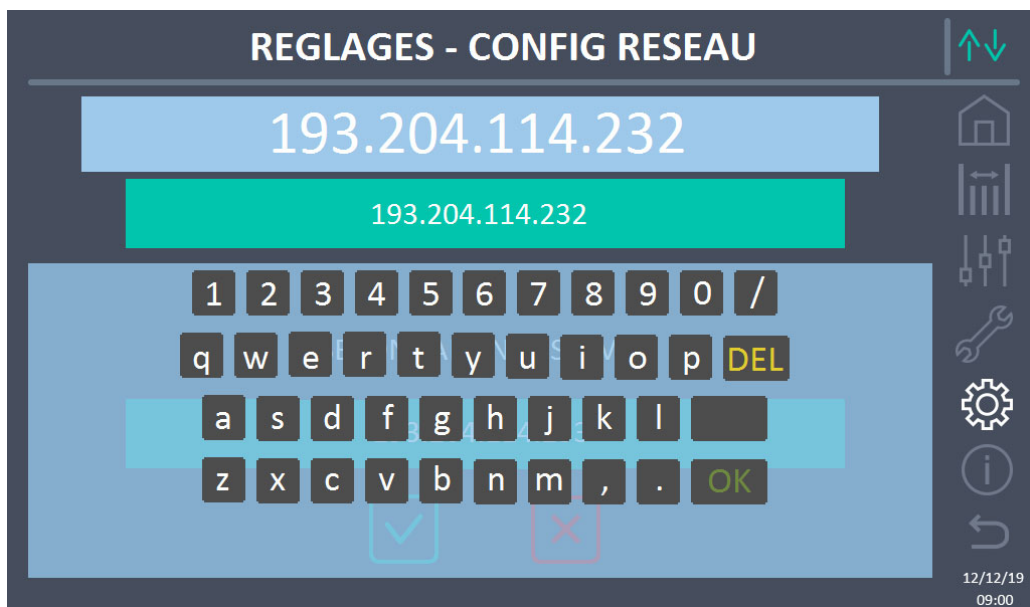 REGLAGES - CONFIG RESEAU
193.204.114.232
193.204.114.232
1 2 3 4 5 6 7 8 9 0 /
q w e r t y u i o p DEL
a s d f g h j k l
z x c v b n m , . OK
12/12/19
09:00